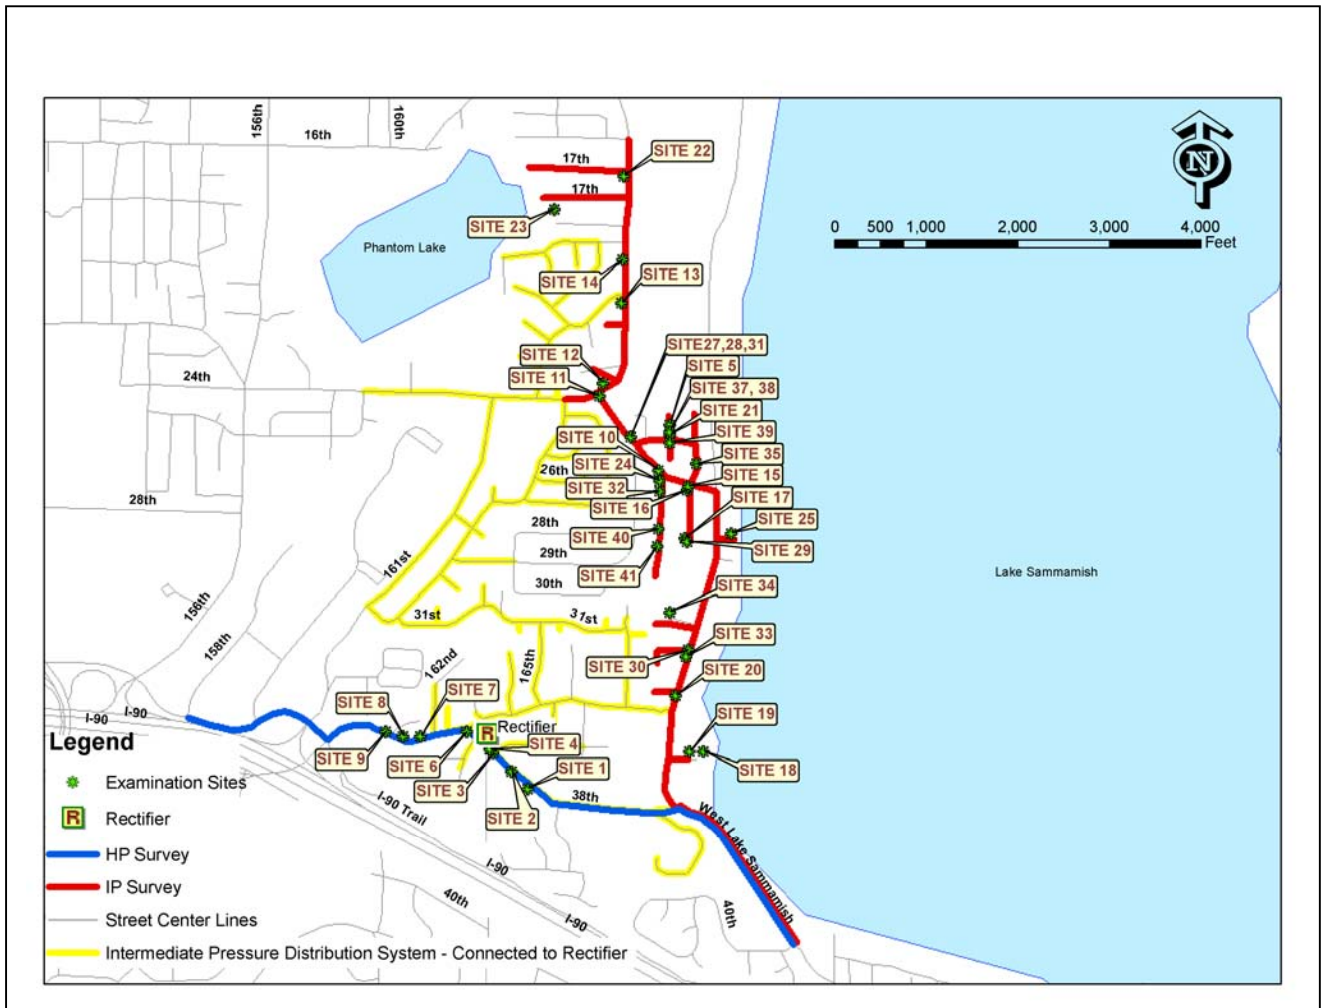 16th
156th
160th
17th
17th
SITE 22
N
SITE 23
Phantom Lake
0 500 1,000 2,000 3,000 4,000
Feet
SITE 14
SITE 13
SITE27,28,31
SITE 12
SITE 5
SITE 11
24th
SITE 37, 38
SITE 21
SITE 39
SITE 10
SITE 35
SITE 24
26th
SITE 15
SITE 32
SITE 17
SITE 16
28th
28th
SITE 25
SITE 40
29th
SITE 29
161st
SITE 41
30th
Lake Sammamish
SITE 34
156th
31st
31st
SITE 33
158th
162nd
165th
SITE 30
SITE 20
SITE 7
SITE 8
I-90
I-90
SITE 19
Rectifier
R
SITE 4
SITE 9
SITE 6
SITE 1
SITE 18
SITE 3
38th
SITE 2
I-90 Trail
West Lake Sammamish
I-90
40th
40th
I-90
Legend
Examination Sites
R Rectifier
HP Survey
IP Survey
Street Center Lines
Intermediate Pressure Distribution System - Connected to Rectifier